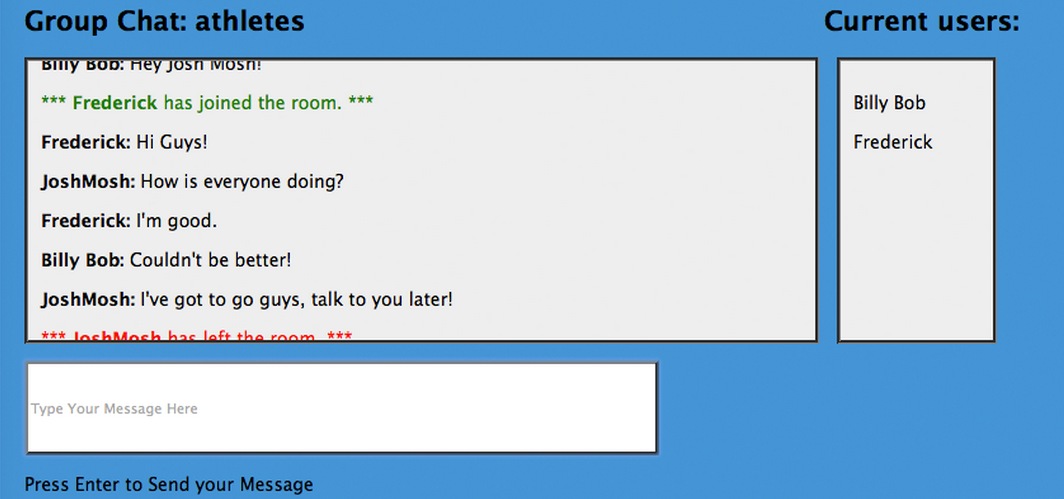 Group Chat: athletes
Current users:
Billy Bob: Hey Josh Mosh!
*** Frederick has joined the room. ***
Billy Bob
Frederick: Hi Guys!
Frederick
JoshMosh: How is everyone doing?
Frederick: I'm good.
Billy Bob: Couldn't be better!
JoshMosh: I've got to go guys, talk to you later!
*** JoshMosh has left the room. ***
Type Your Message Here
Press Enter to Send your Message